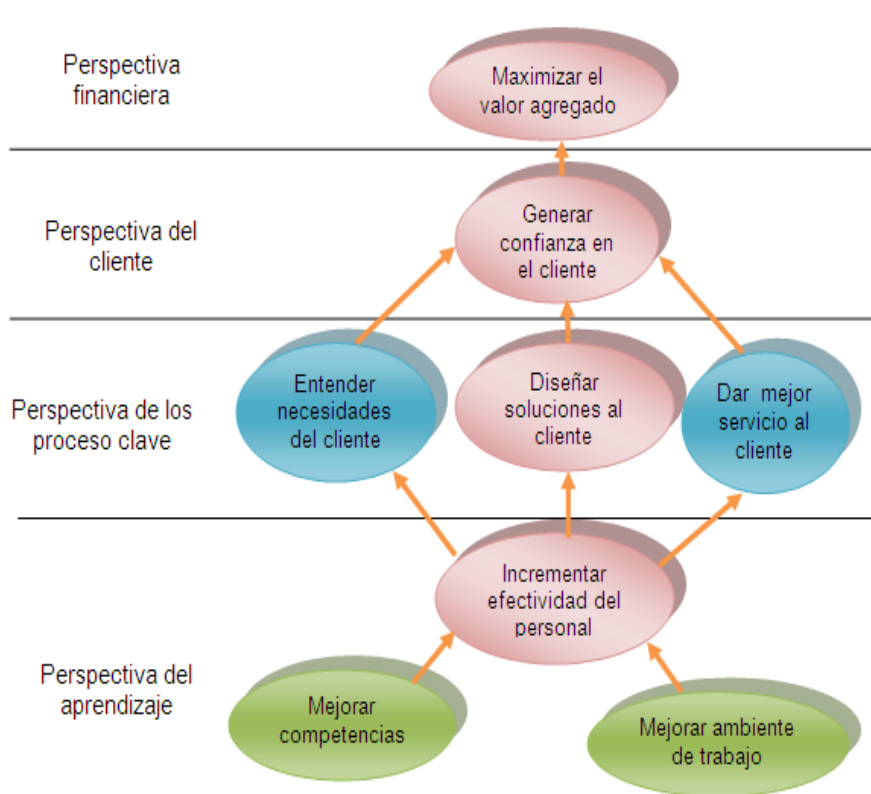 Perspectiva
financiera
Maximizar el
valor agregado
Perspectiva del
cliente
Generar
confianza en
el cliente
Perspectiva de los
proceso clave
Entender
necesidades
del cliente
Diseñar
soluciones al
cliente
Dar mejor
servicio al
cliente
Perspectiva del
aprendizaje
Incrementar
efectividad del
personal
Mejorar
competencias
Mejorar ambiente
de trabajo